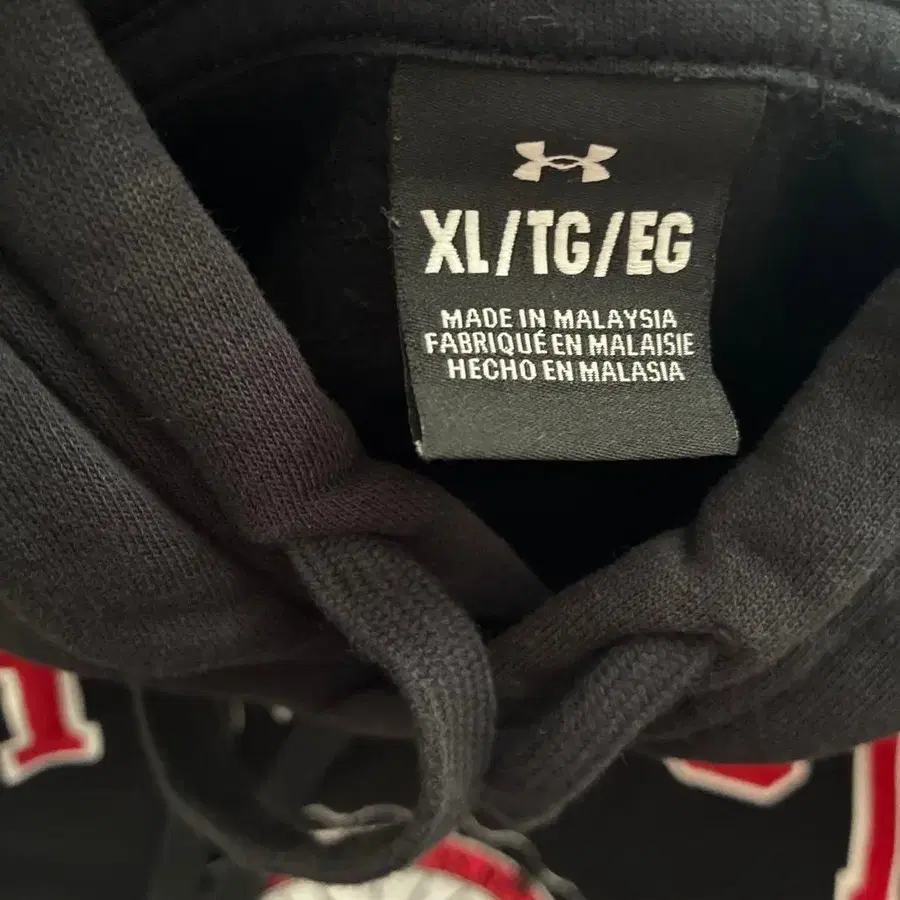 XL/TG/EG
MADE IN MALAYSIA
FABRIQUÉ EN MALAISIE
HECHO EN MALASIA